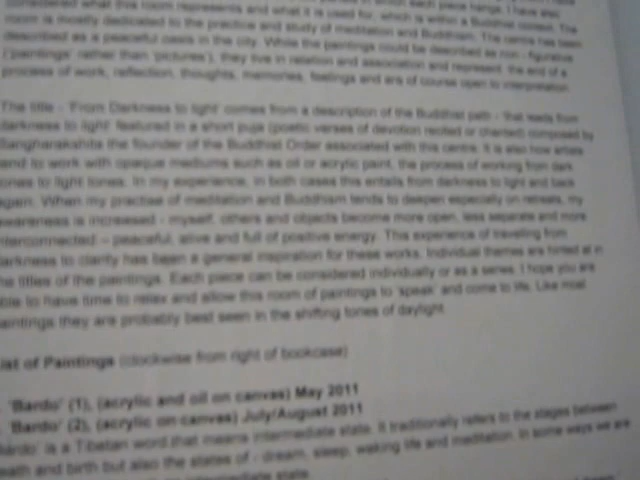 considered what this room represents and what it is used for, which is within a Buddhist context. The
room is mostly dedicated to the practice and study of meditation and Buddhism. The centre has been
described as a peaceful oasis in the city. While the paintings could be described as non - figurative
('paintings' rather than 'pictures'), they live in relation and association and represent the end of a
process of work, reflection, thoughts, memories, feelings and are of course open to interpretation.
The title - 'From Darkness to light' comes from a description of the Buddhist path - 'that leads from
darkness to light' featured in a short puja (poetic verses of devotion recited or chanted) composed by
Sangharakshita the founder of the Buddhist Order associated with this centre. It is also how artists
tend to work with opaque mediums such as oil or acrylic paint, the process of working from dark
tones to light tones. In my experience, in both cases this entails from darkness to light and back
again. When my practise of meditation and Buddhism tends to deepen especially on retreats, my
awareness is increased - myself, others and objects become more open, less separate and more
interconnected – peaceful, alive and full of positive energy. This experience of travelling from
darkness to clarity has been a general inspiration for these works. Individual themes are hinted at in
the titles of the paintings. Each piece can be considered individually or as a series. I hope you are
able to have time to relax and allow this room of paintings to 'speak' and come to life. Like most
paintings they are probably best seen in the shifting tones of daylight.
List of Paintings (clockwise from right of bookcase)
'Bardo' (1), (acrylic and oil on canvas) May 2011
'Bardo' (2), (acrylic on canvas) July/August 2011
'Bardo' is a Tibetan word that means intermediate state. It traditionally refers to the stages between
death and birth but also the states of - dream, sleep, waking life and meditation. In some ways we are
intermediate state.